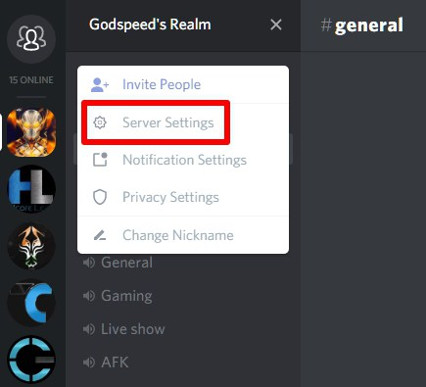 Godspeed's Realm
#general
15 ONLINE
Invite People
Server Settings
Notification Settings
Privacy Settings
Change Nickname
General
Gaming
Live show
AFK